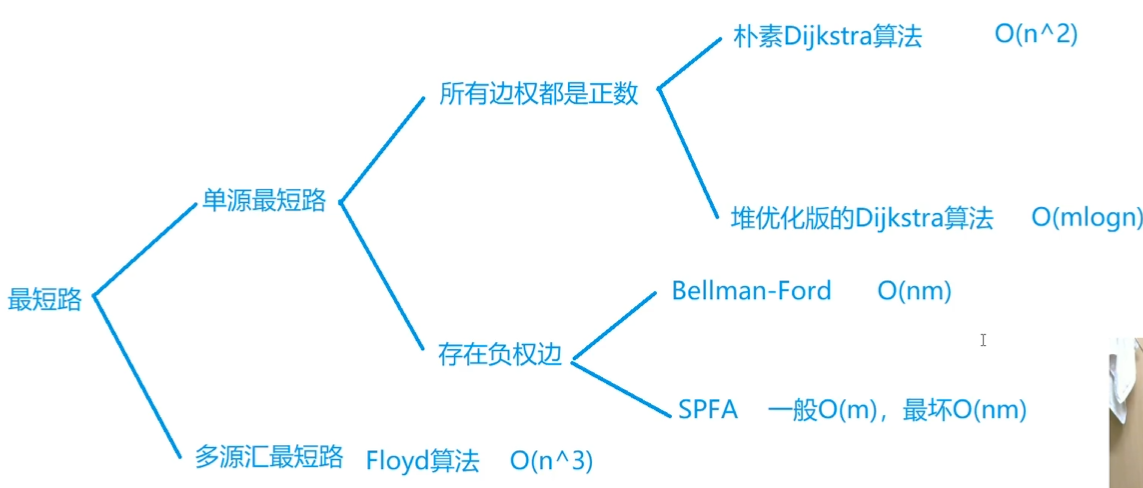 朴素Dijkstra算法 O(n^2)
所有边权都是正数
单源最短路
堆优化版的Dijkstra算法 O(mlogn)
最短路
Bellman-Ford O(nm)
存在负权边
SPFA 一般O(m)，最坏O(nm)
多源汇最短路 Floyd算法 O(n^3)